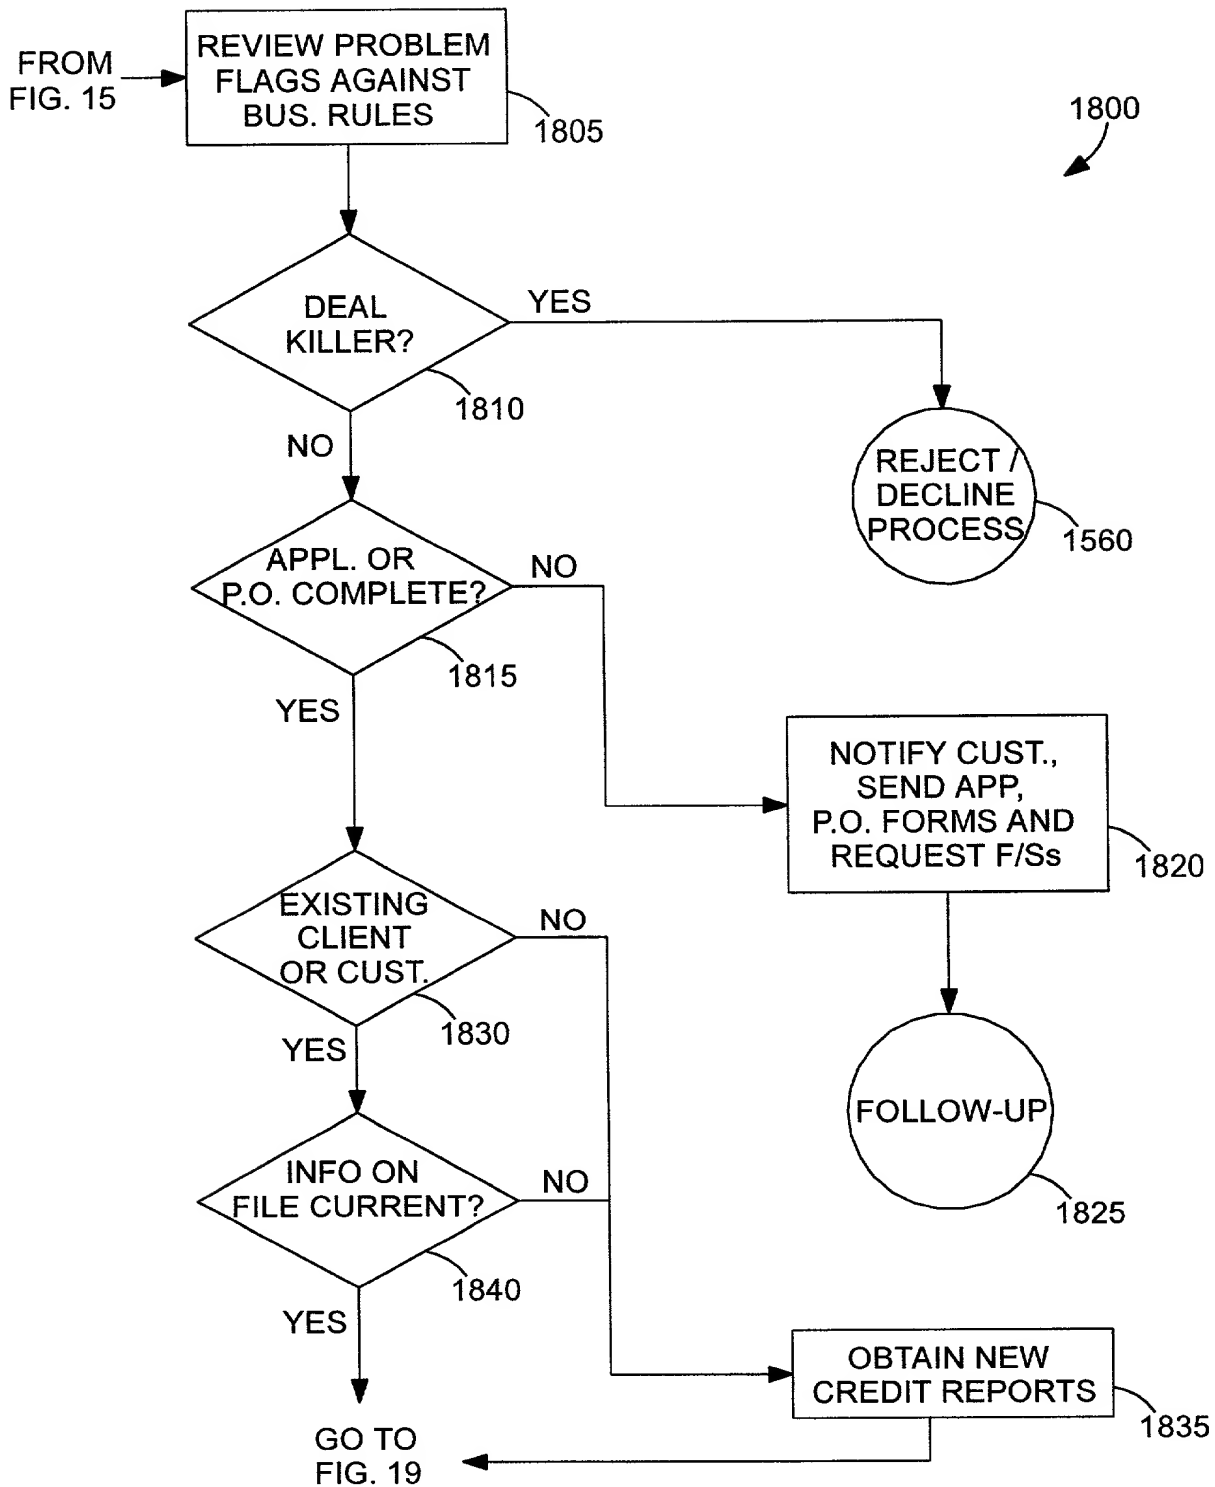 FROM
FIG. 15
REVIEW PROBLEM
FLAGS AGAINST
BUS. RULES
1805
1800
DEAL
KILLER?
YES
1810
NO
REJECT /
DECLINE
PROCESS
1560
APPL. OR
P.O. COMPLETE?
NO
1815
YES
NOTIFY CUST.,
SEND APP,
P.O. FORMS AND
REQUEST F/Ss
1820
EXISTING
CLIENT
OR CUST.
NO
1830
YES
FOLLOW-UP
1825
INFO ON
FILE CURRENT?
NO
1840
YES
OBTAIN NEW
CREDIT REPORTS
1835
GO TO
FIG. 19